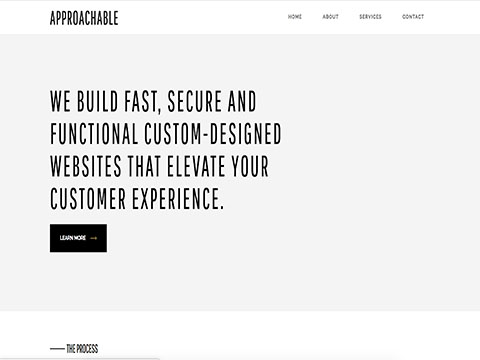 APPROACHABLE
HOME ABOUT SERVICES CONTACT
WE BUILD FAST, SECURE AND
FUNCTIONAL CUSTOM-DESIGNED
WEBSITES THAT ELEVATE YOUR
CUSTOMER EXPERIENCE.
LEARN MORE
THE PROCESS